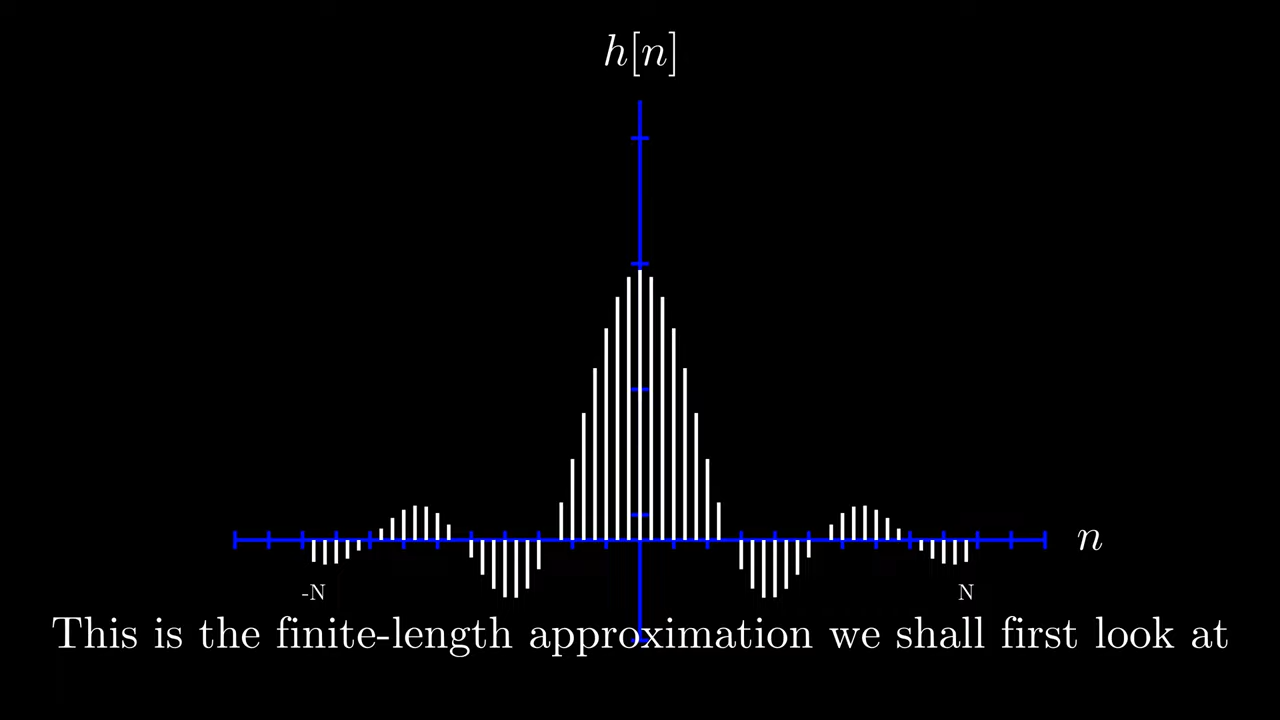 h[n]
n
-N N
This is the finite-length approximation we shall first look at